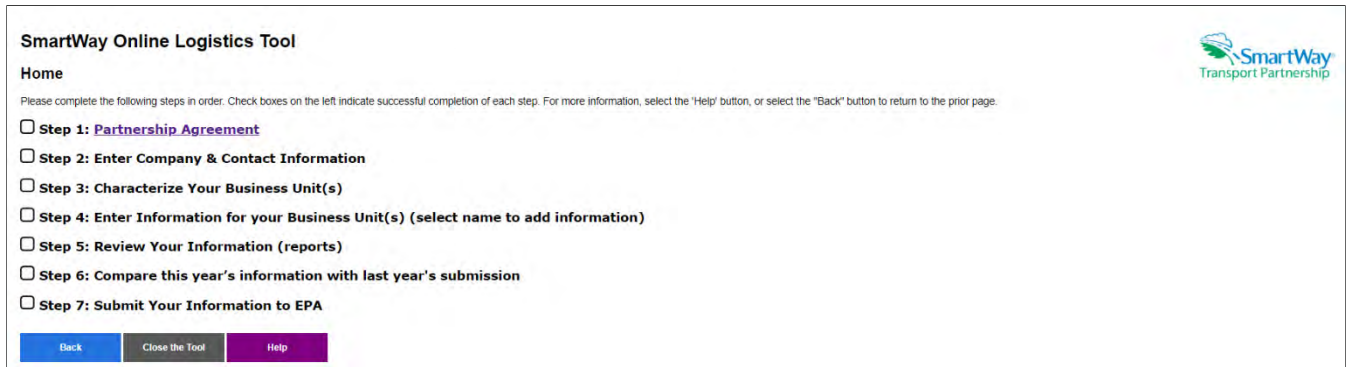 SmartWay Online Logistics Tool
SmartWay
Transport Partnership
Home
Please complete the following steps in order. Check boxes on the left indicate successful completion of each step. For more information, select the 'Help' button, or select the "Back" button to return to the prior page.
Step 1: Partnership Agreement
Step 2: Enter Company & Contact Information
Step 3: Characterize Your Business Unit(s)
Step 4: Enter Information for your Business Unit(s) (select name to add information)
Step 5: Review Your Information (reports)
Step 6: Compare this year’s information with last year's submission
Step 7: Submit Your Information to EPA
Back Close the Tool Help